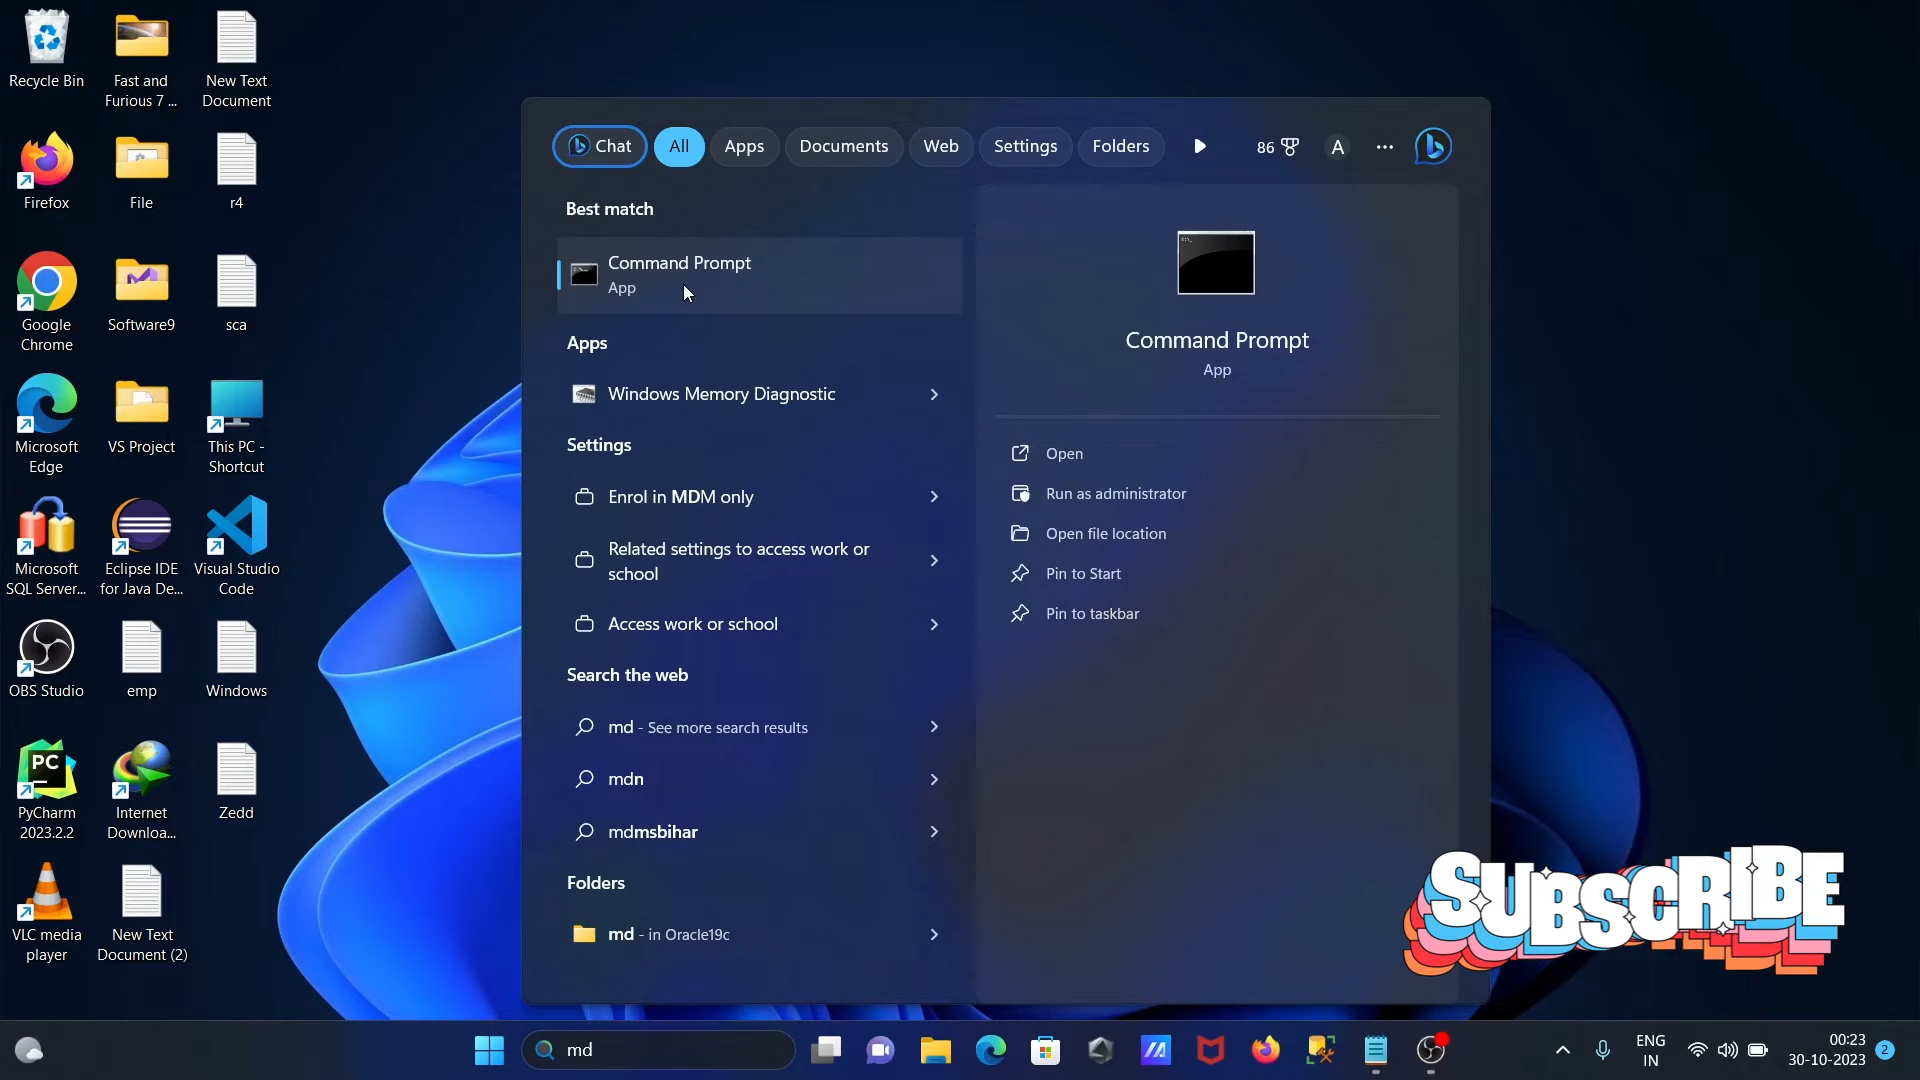 Recycle Bin
Fast and
Furious 7 ...
New Text
Document
Firefox
File
r4
Google
Chrome
Software9
sca
Microsoft
Edge
VS Project
This PC -
Shortcut
Microsoft
SQL Server...
Eclipse IDE
for Java De...
Visual Studio
Code
OBS Studio
emp
Windows
PC
PyCharm
2023.2.2
Internet
Downloa...
Zedd
VLC media
player
New Text
Document (2)
Chat
All
Apps
Documents
Web
Settings
Folders
86
A
Best match
Command Prompt
App
Apps
Windows Memory Diagnostic
Settings
Enrol in MDM only
Related settings to access work or
school
Access work or school
Search the web
md - See more search results
mdn
mdmsbihar
Folders
md - in Oracle19c
Command Prompt
App
Open
Run as administrator
Open file location
Pin to Start
Pin to taskbar
SUBSCRIBE
md
ENG
IN
00:23
30-10-2023
2